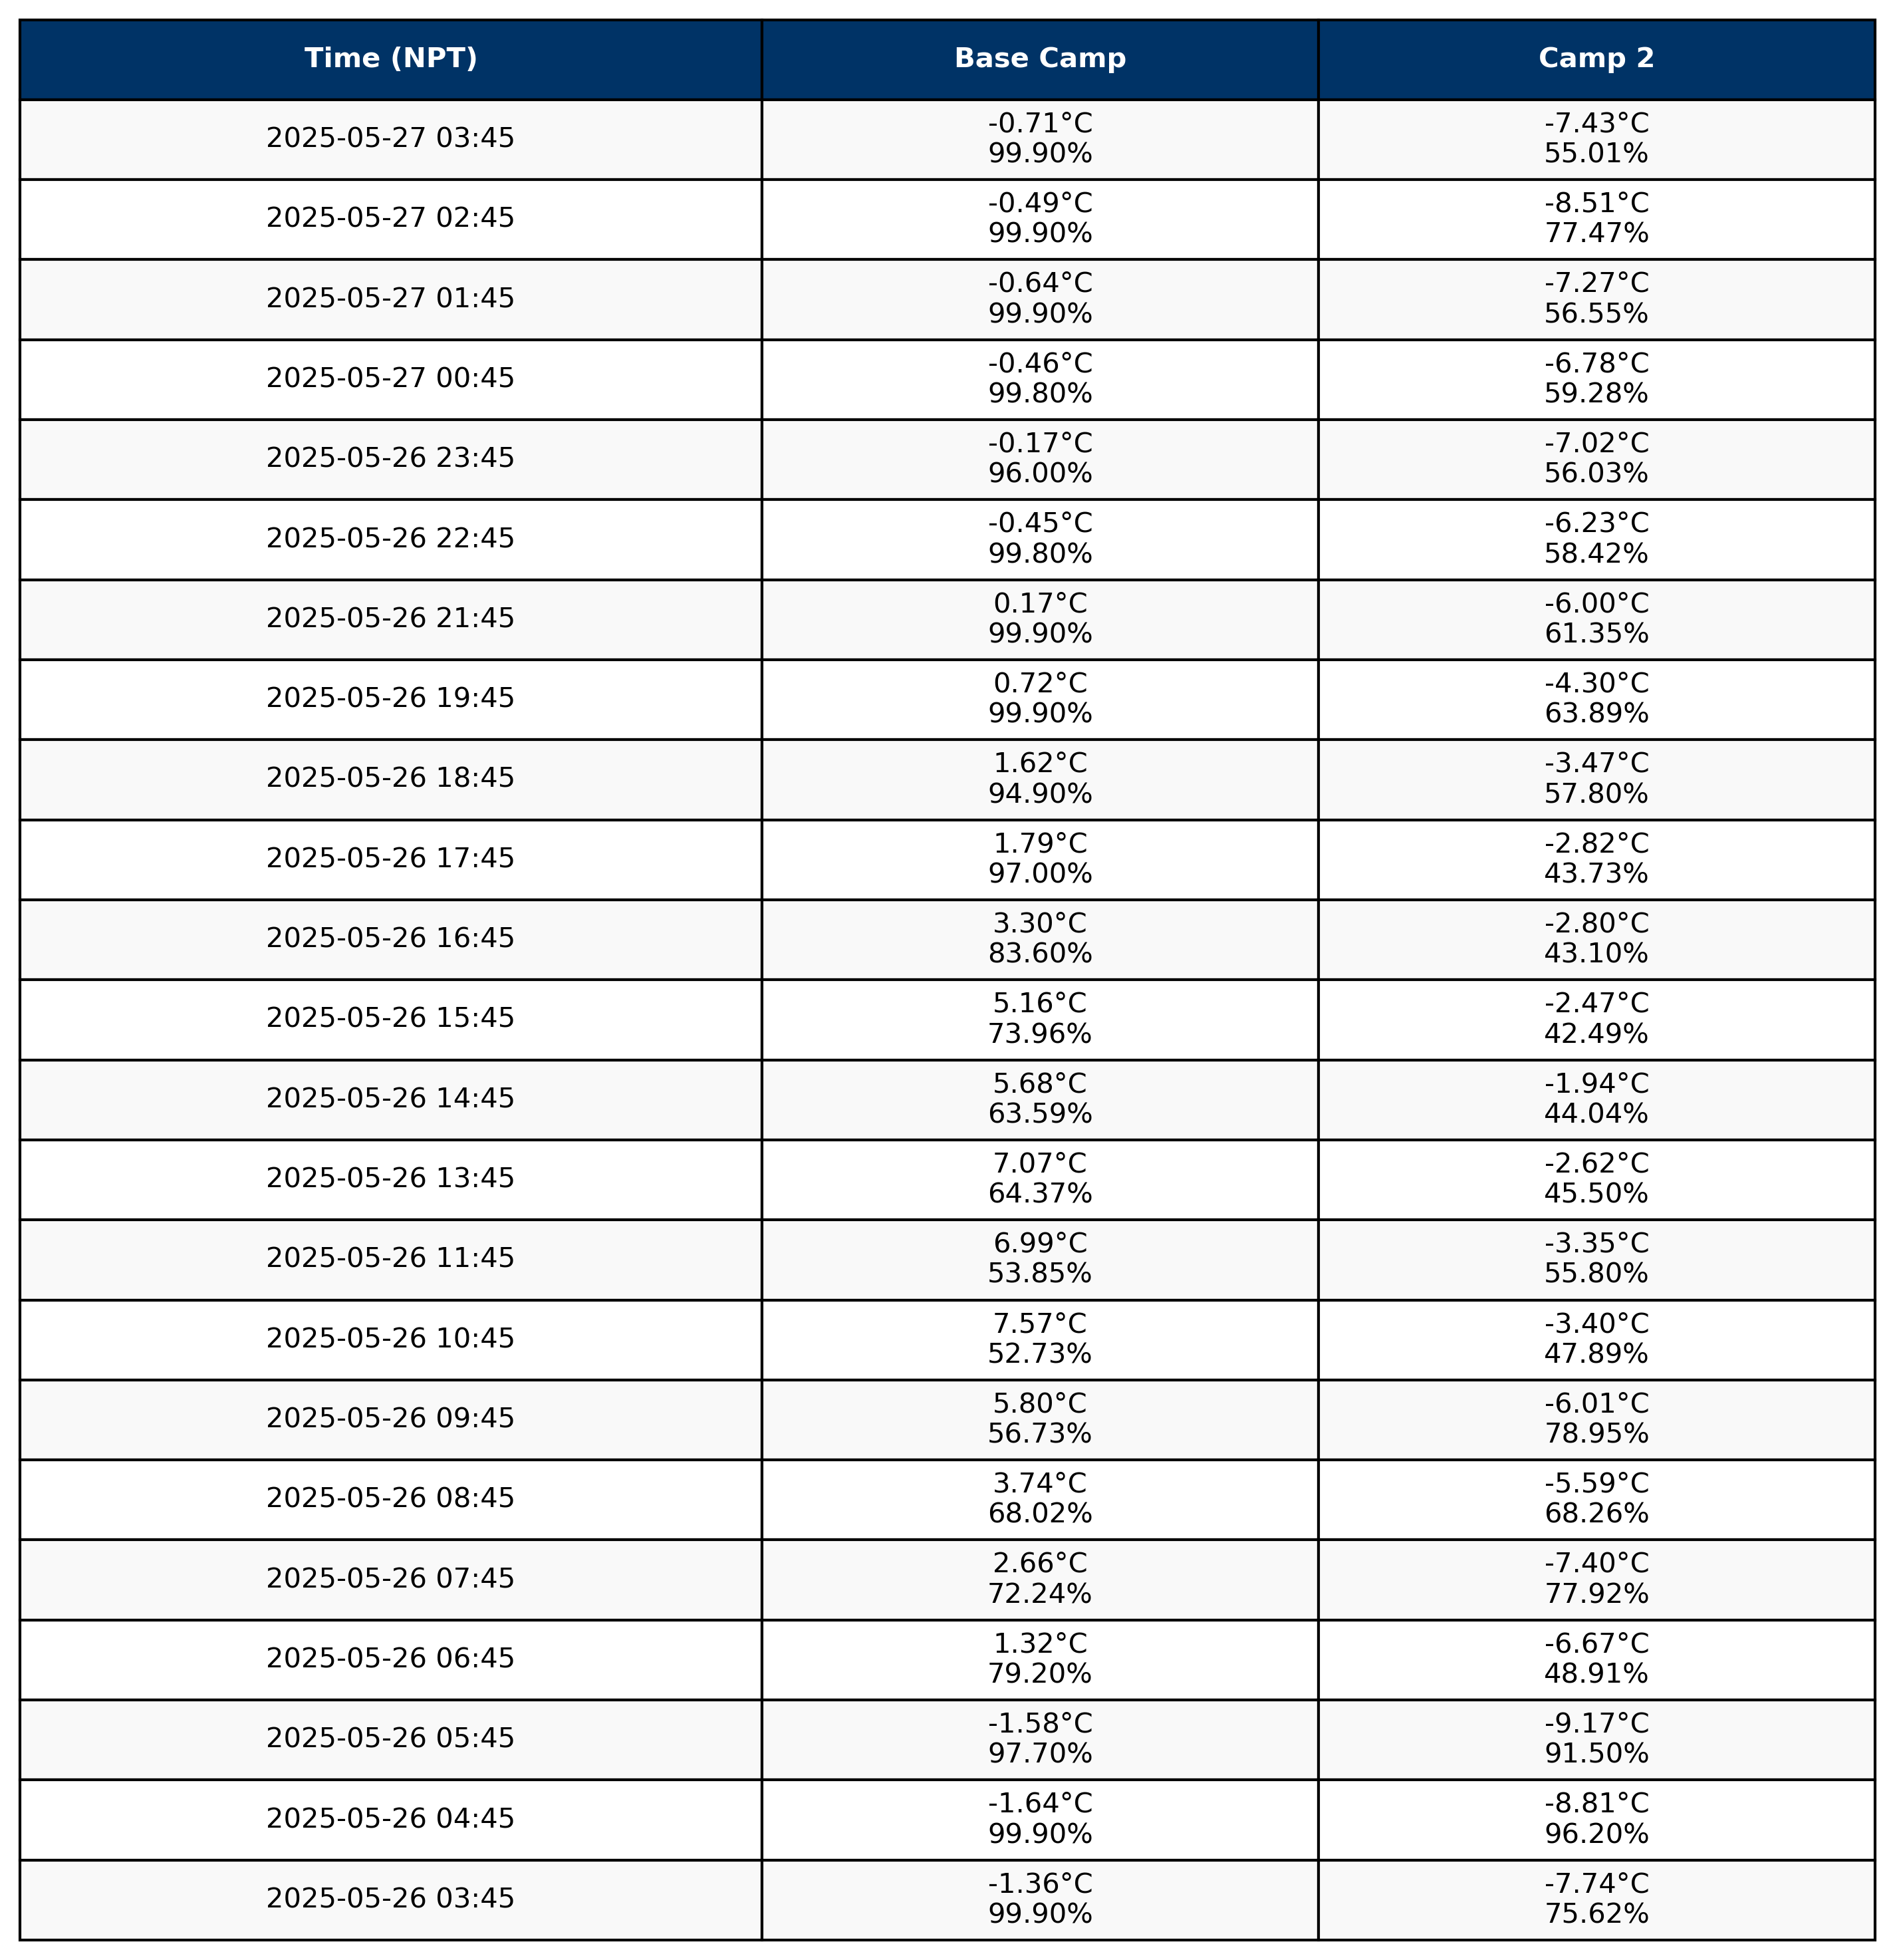 Time (NPT) Base Camp Camp 2
2025-05-27 03:45 -0.71°C -7.43°C
99.90% 55.01%
2025-05-27 02:45 -0.49°C -8.51°C
99.90% 77.47%
2025-05-27 01:45 -0.64°C -7.27°C
99.90% 56.55%
2025-05-27 00:45 -0.46°C -6.78°C
99.80% 59.28%
2025-05-26 23:45 -0.17°C -7.02°C
96.00% 56.03%
2025-05-26 22:45 -0.45°C -6.23°C
99.80% 58.42%
2025-05-26 21:45 0.17°C -6.00°C
99.90% 61.35%
2025-05-26 19:45 0.72°C -4.30°C
99.90% 63.89%
2025-05-26 18:45 1.62°C -3.47°C
94.90% 57.80%
2025-05-26 17:45 1.79°C -2.82°C
97.00% 43.73%
2025-05-26 16:45 3.30°C -2.80°C
83.60% 43.10%
2025-05-26 15:45 5.16°C -2.47°C
73.96% 42.49%
2025-05-26 14:45 5.68°C -1.94°C
63.59% 44.04%
2025-05-26 13:45 7.07°C -2.62°C
64.37% 45.50%
2025-05-26 11:45 6.99°C -3.35°C
53.85% 55.80%
2025-05-26 10:45 7.57°C -3.40°C
52.73% 47.89%
2025-05-26 09:45 5.80°C -6.01°C
56.73% 78.95%
2025-05-26 08:45 3.74°C -5.59°C
68.02% 68.26%
2025-05-26 07:45 2.66°C -7.40°C
72.24% 77.92%
2025-05-26 06:45 1.32°C -6.67°C
79.20% 48.91%
2025-05-26 05:45 -1.58°C -9.17°C
97.70% 91.50%
2025-05-26 04:45 -1.64°C -8.81°C
99.90% 96.20%
2025-05-26 03:45 -1.36°C -7.74°C
99.90% 75.62%